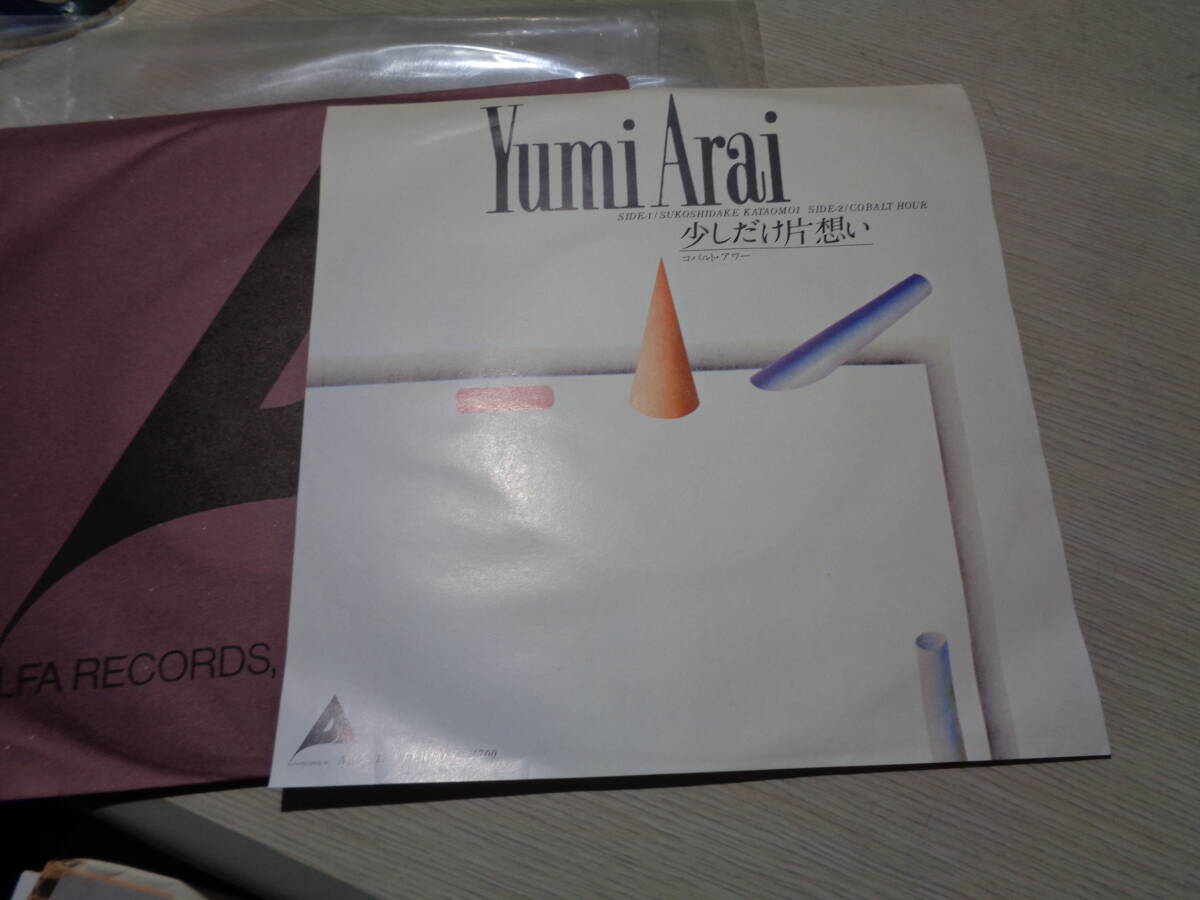 Yumi Arai
SIDE-1/SUKOSHIDAKE KATAOMOI SIDE-2/COBALT HOUR
少しだけ片想い
コバルト・アワー
LFA RECORDS,
¥700